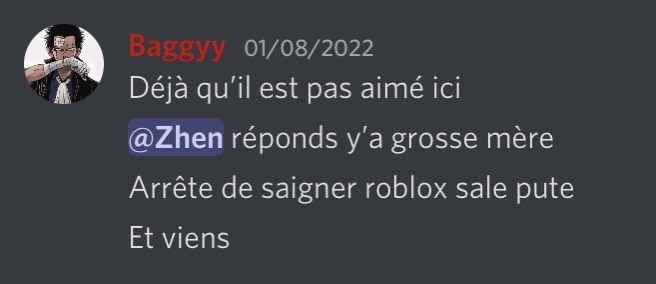 Baggyy 01/08/2022
Déjà qu'il est pas aimé ici
@Zhen réponds y'a grosse mère
Arrête de saigner roblox sale pute
Et viens